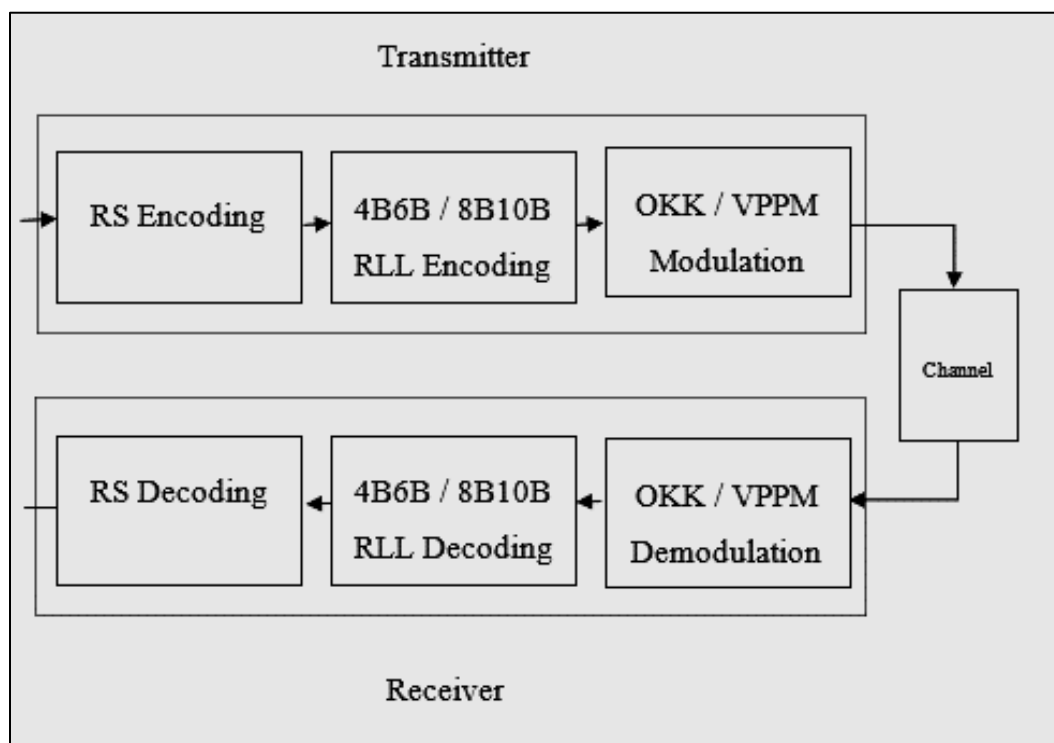 Transmitter
RS Encoding
4B6B / 8B10B
RLL Encoding
OKK / VPPM
Modulation
Channel
RS Decoding
4B6B / 8B10B
RLL Decoding
OKK / VPPM
Demodulation
Receiver